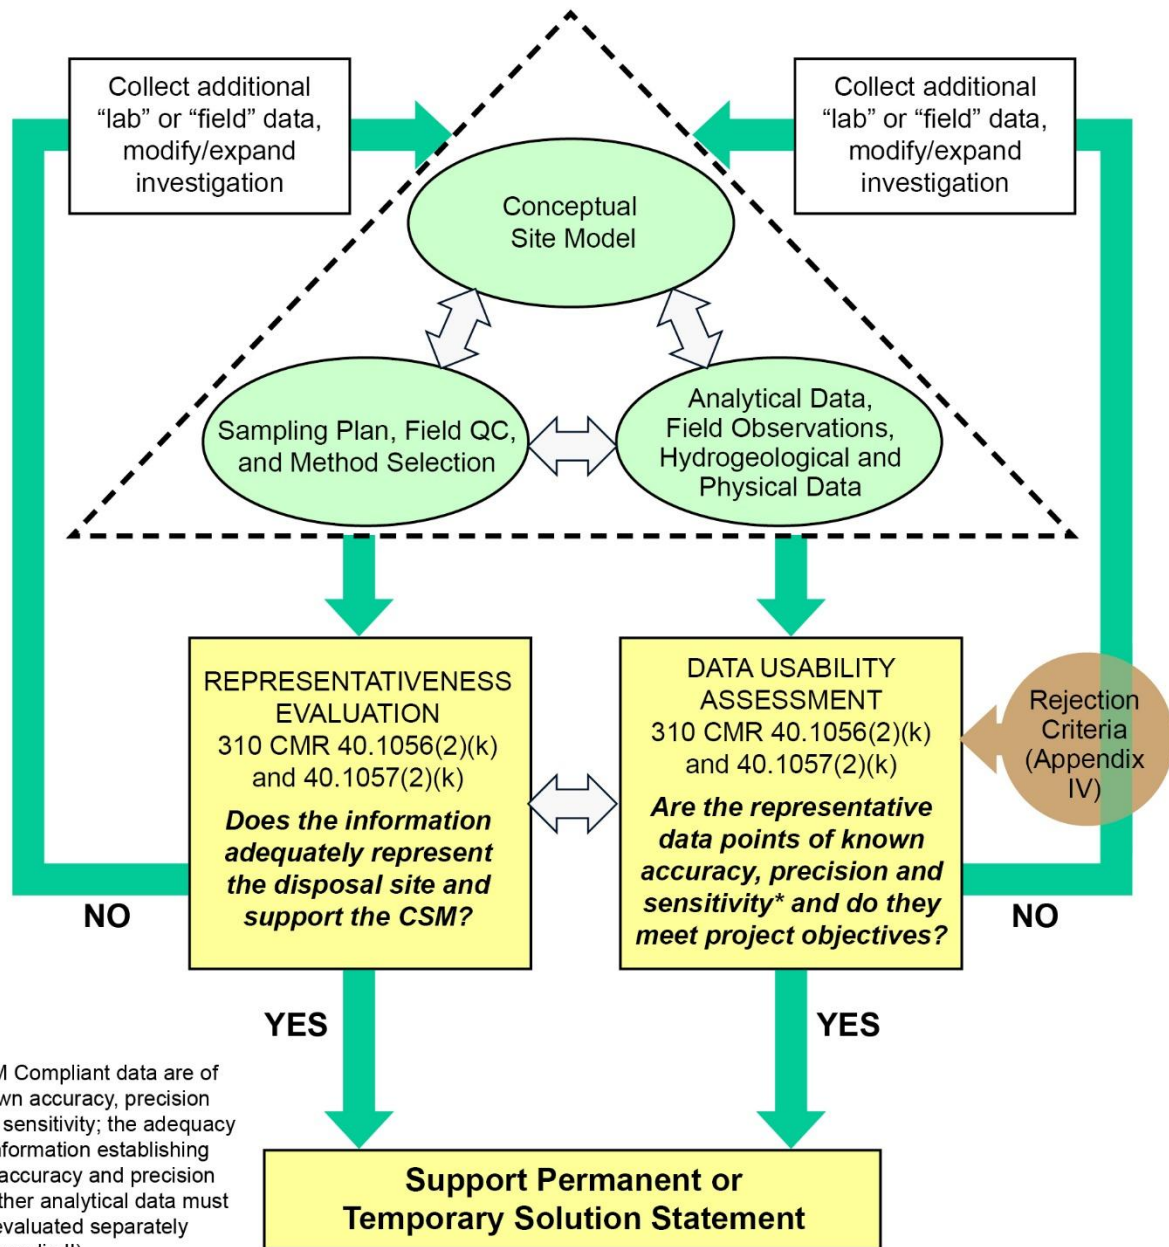 Collect additional
“lab” or “field” data,
modify/expand
investigation
Collect additional
“lab” or “field” data,
modify/expand
investigation
Conceptual
Site Model
Sampling Plan, Field QC,
and Method Selection
Analytical Data,
Field Observations,
Hydrogeological and
Physical Data
REPRESENTATIVENESS
EVALUATION
310 CMR 40.1056(2)(k)
and 40.1057(2)(k)
Does the information
adequately represent
the disposal site and
support the CSM?
DATA USABILITY
ASSESSMENT
310 CMR 40.1056(2)(k)
and 40.1057(2)(k)
Are the representative
data points of known
accuracy, precision and
sensitivity* and do they
meet project objectives?
Rejection
Criteria
(Appendix
IV)
NO
NO
YES
YES
M Compliant data are of
wn accuracy, precision
sensitivity; the adequacy
nformation establishing
accuracy and precision
ther analytical data must
evaluated separately
Support Permanent or
Temporary Solution Statement